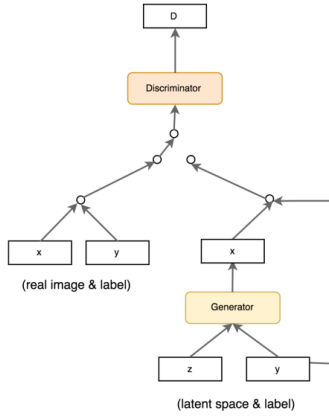 D
Discriminator
x
y
(real image & label)
x
Generator
z
y
(latent space & label)